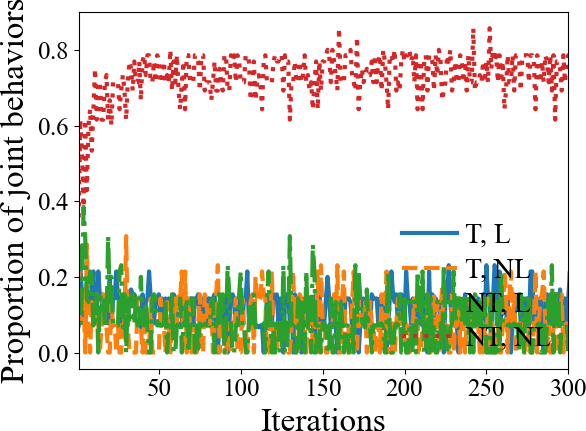 Proportion of joint behaviors
0.8
0.6
0.4
0.2
0.0
T, L
T, NL
NT, L
NT, NL
50
100
150
200
250
300
Iterations